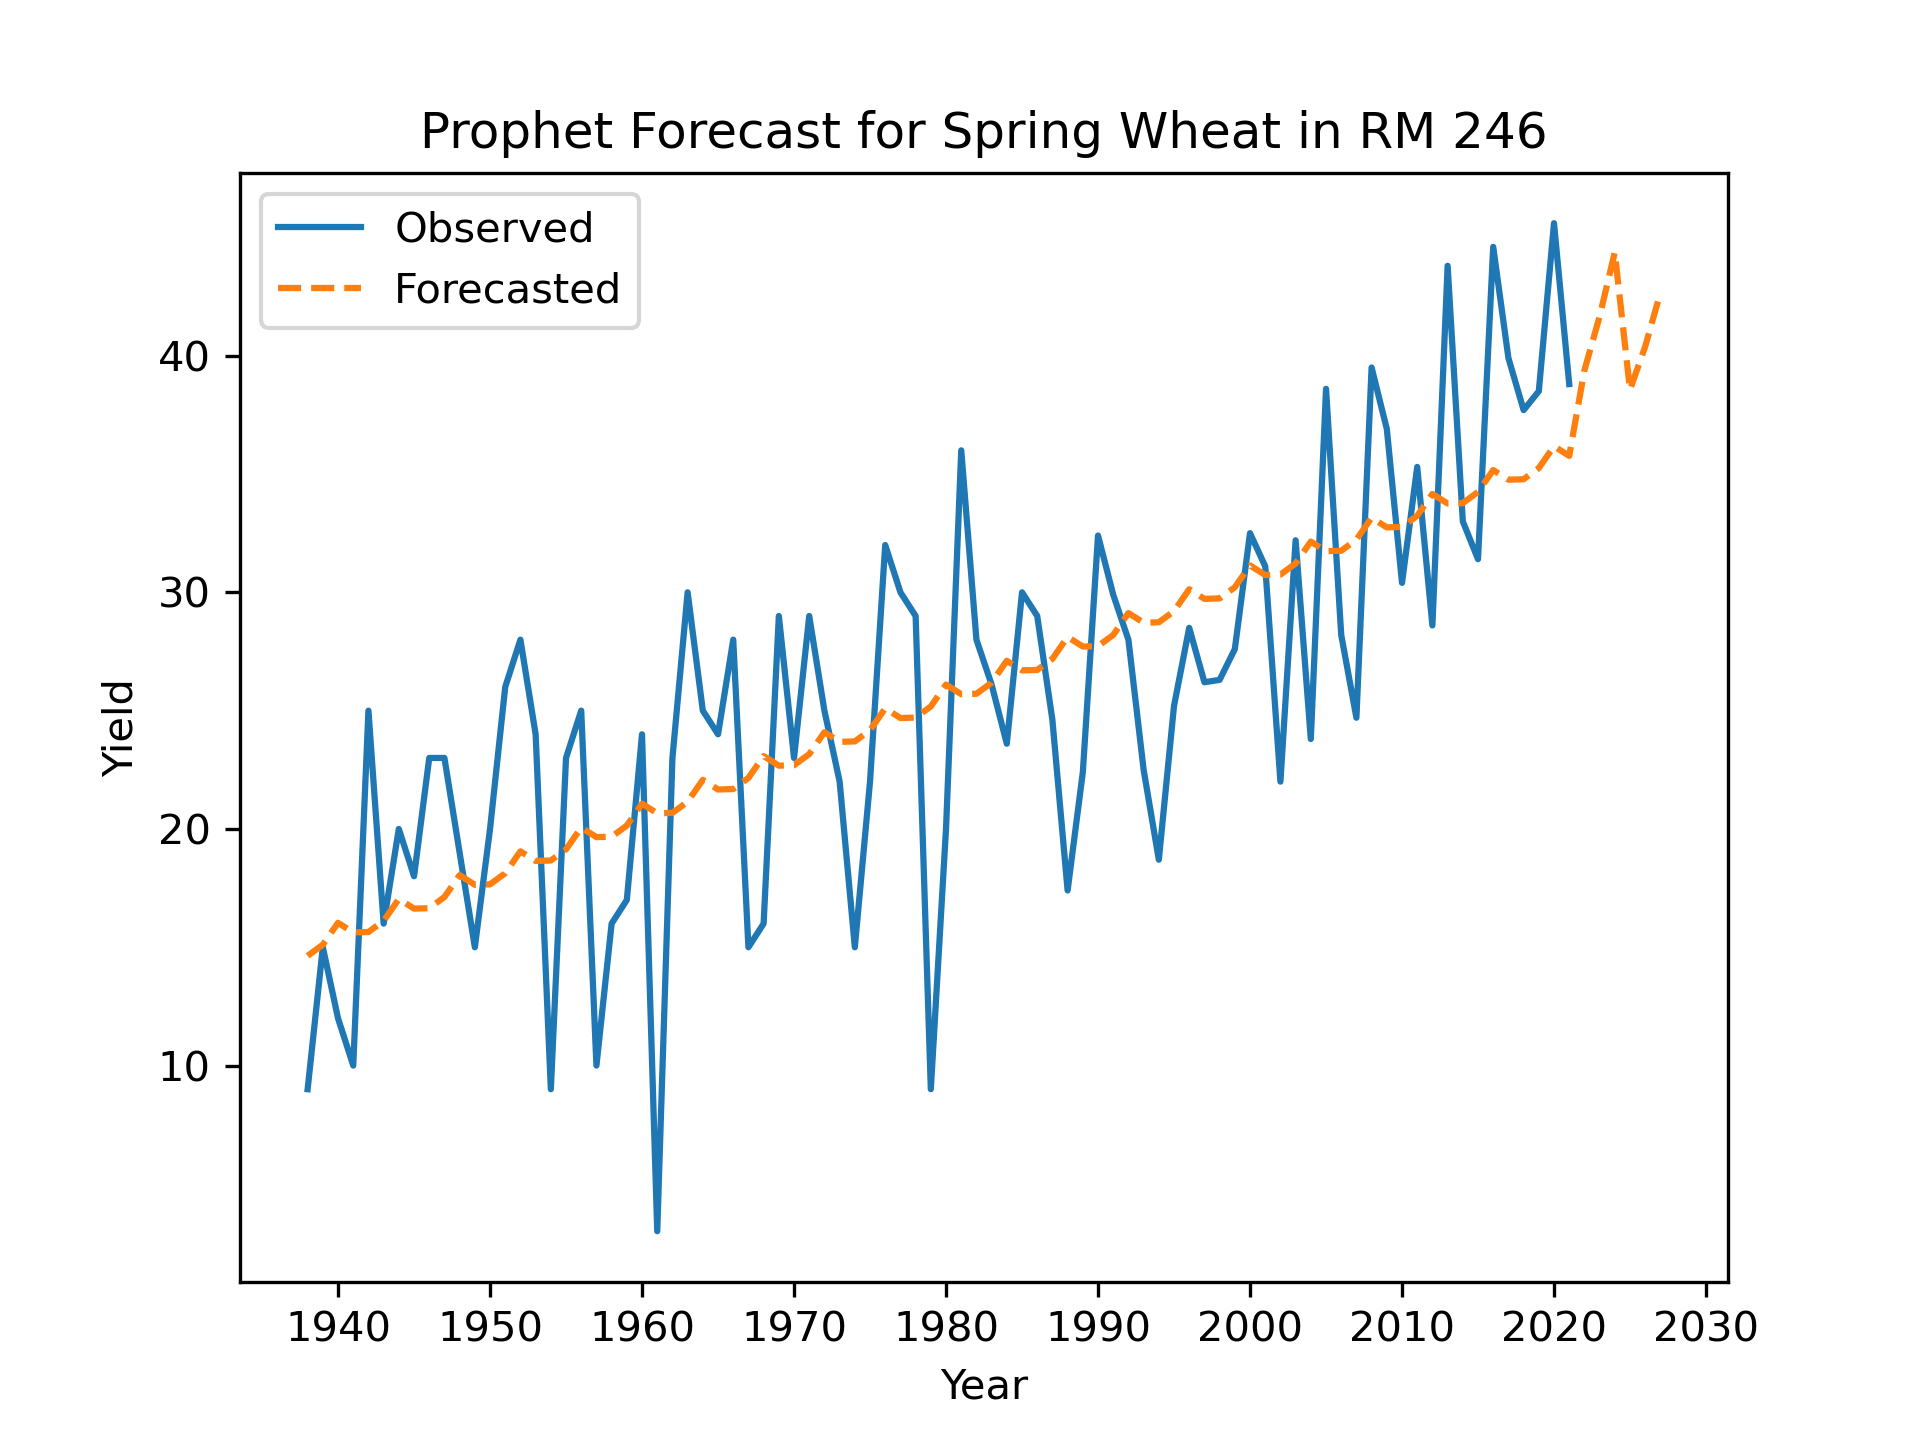 Prophet Forecast for Spring Wheat in RM 246
Observed
Forecasted
40
30
20
10
Yield
1940 1950 1960 1970 1980 1990 2000 2010 2020 2030
Year